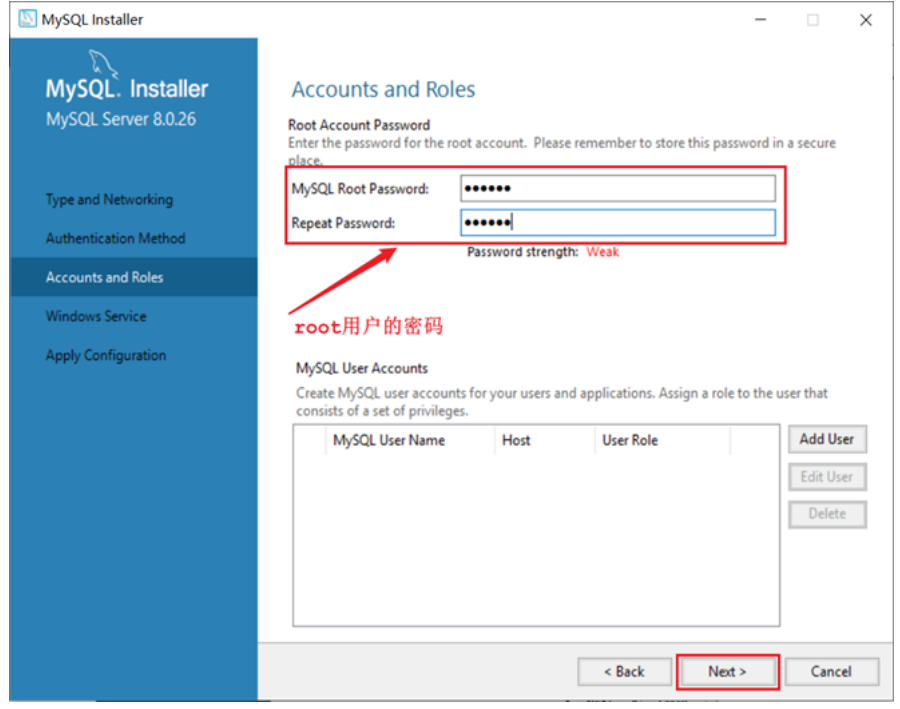 MySQL Installer
MySQL. Installer
MySQL Server 8.0.26
Type and Networking
Authentication Method
Accounts and Roles
Windows Service
Apply Configuration
Accounts and Roles
Root Account Password
Enter the password for the root account. Please remember to store this password in a secure
place.
MySQL Root Password: ●●●●●●
Repeat Password: ●●●●●●
Password strength: Weak
root用户的密码
MySQL User Accounts
Create MySQL user accounts for your users and applications. Assign a role to the user that
consists of a set of privileges.
MySQL User Name Host User Role
Add User
Edit User
Delete
< Back Next > Cancel